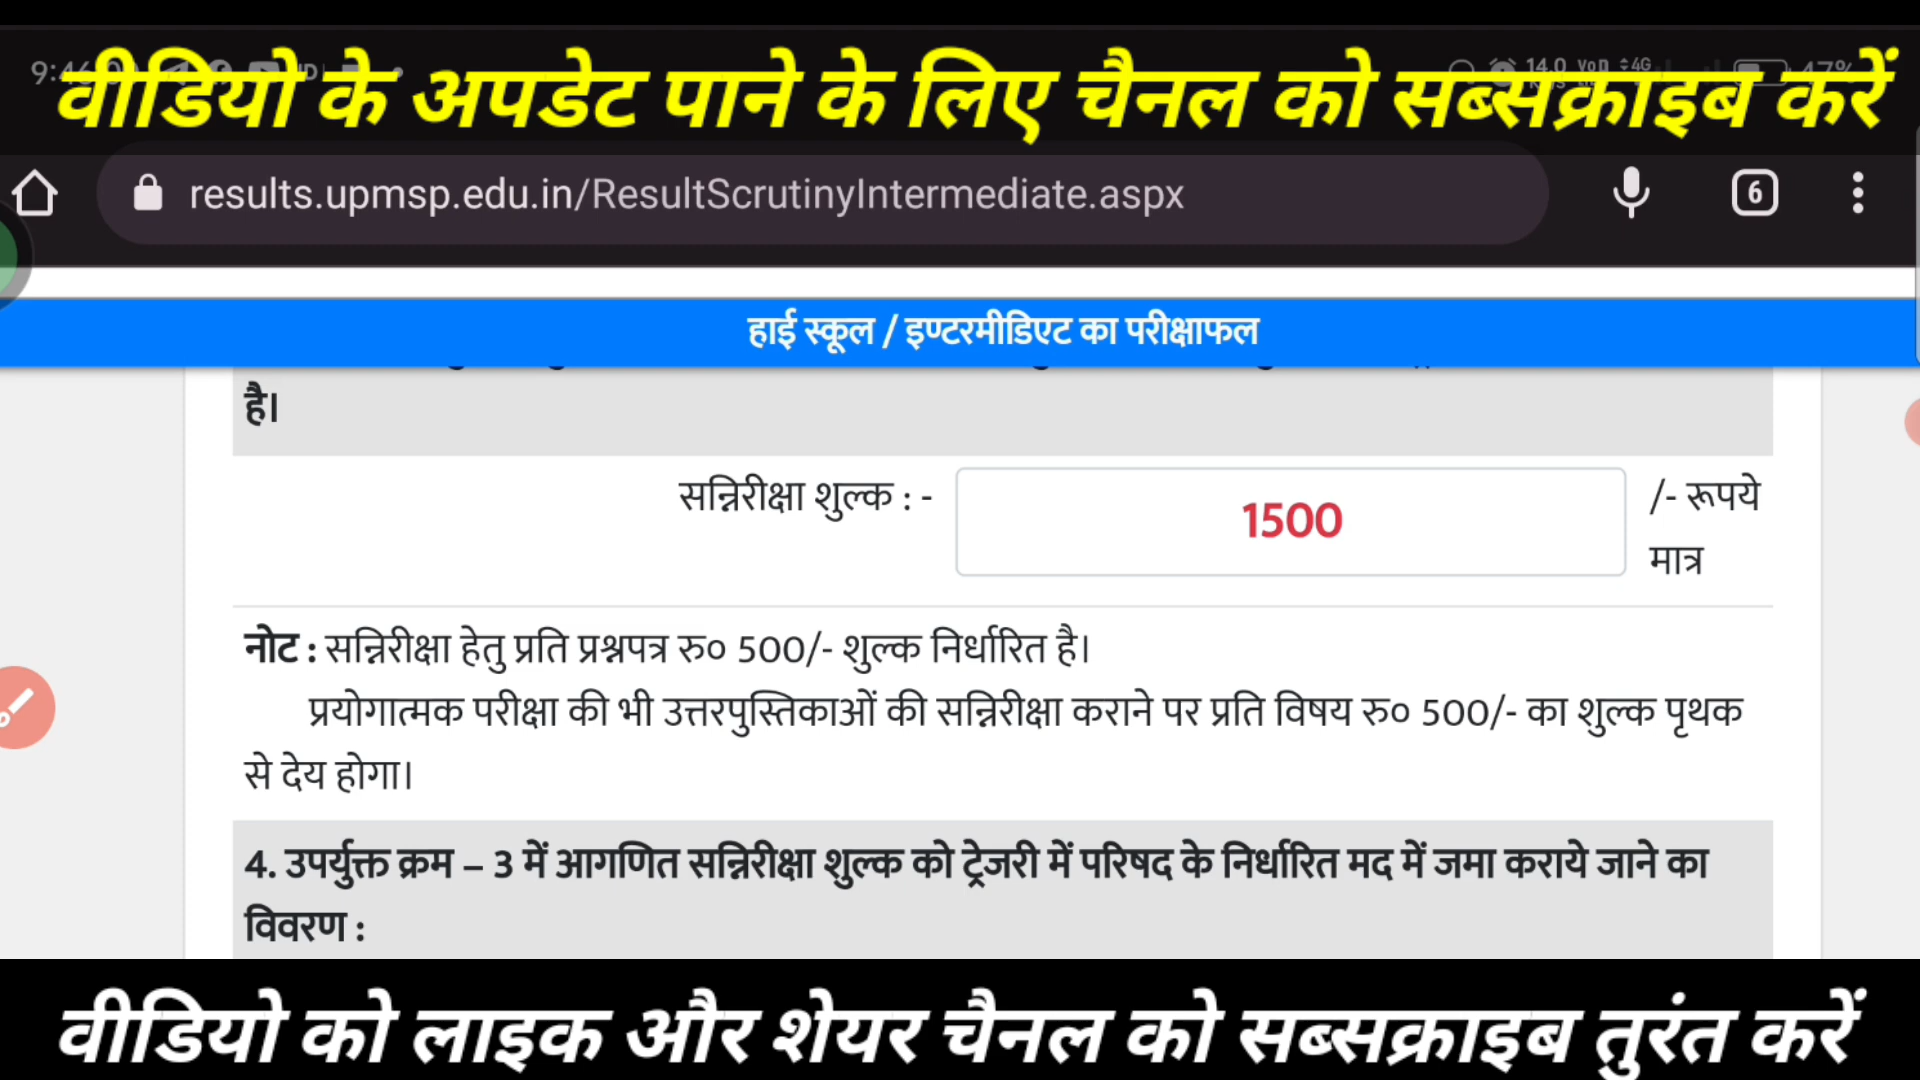 वीडियो के अपडेट पाने के लिए चैनल को सब्सक्राइब करें
results.upmsp.edu.in/ResultScrutinyIntermediate.aspx
6
हाई स्कूल / इण्टरमीडिएट का परीक्षाफल
है।
सन्निरीक्षा शुल्क : - 1500 /- रूपये
मात्र
नोट : सन्निरीक्षा हेतु प्रति प्रश्नपत्र रु० 500/- शुल्क निर्धारित है।
प्रयोगात्मक परीक्षा की भी उत्तरपुस्तिकाओं की सन्निरीक्षा कराने पर प्रति विषय रु० 500/- का शुल्क पृथक
से देय होगा।
4. उपर्युक्त क्रम – 3 में आगणित सन्निरीक्षा शुल्क को ट्रेजरी में परिषद के निर्धारित मद में जमा कराये जाने का
विवरण :
वीडियो को लाइक और शेयर चैनल को सब्सक्राइब तुरंत करें